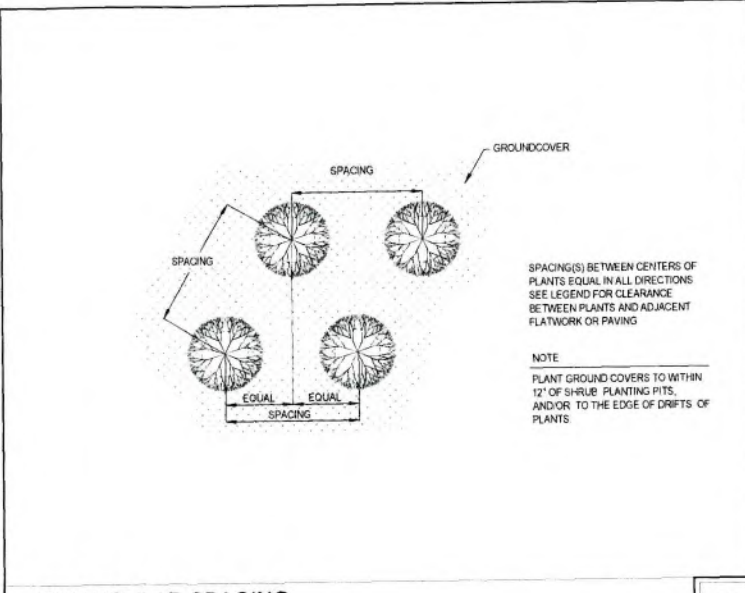 GROUNDCOVER
SPACING
SPACING
SPACING(S) BETWEEN CENTERS OF
PLANTS EQUAL IN ALL DIRECTIONS
SEE LEGEND FOR CLEARANCE
BETWEEN PLANTS AND ADJACENT
FLATWORK OR PAVING
NOTE
PLANT GROUND COVERS TO WITHIN
12" OF SHRUB PLANTING PITS,
AND/OR TO THE EDGE OF DRIFTS OF
PLANTS
EQUAL EQUAL
SPACING